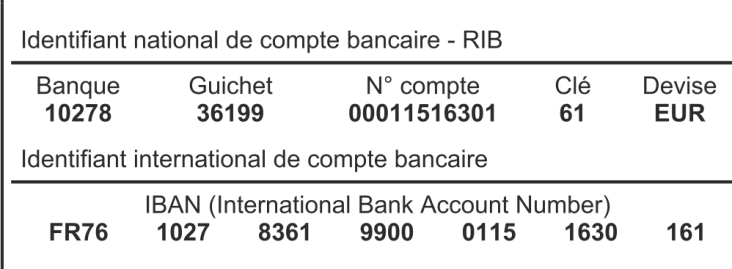 Identifiant national de compte bancaire - RIB
Banque Guichet N° compte Clé Devise
10278 36199 00011516301 61 EUR
Identifiant international de compte bancaire
IBAN (International Bank Account Number)
FR76 1027 8361 9900 0115 1630 161